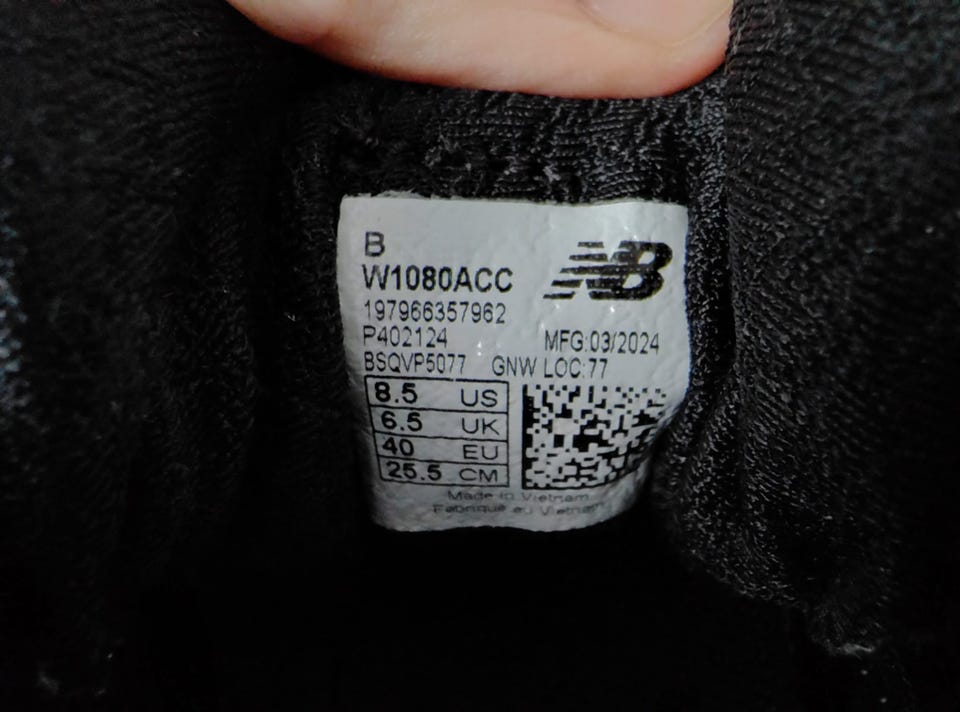 B
W1080ACC
NB
197966357962
P402124 MFG:03/2024
BSQVP5077 GNW LOC:77
8.5 US
6.5 UK
40 EU
25.5 CM
Made in Vietnam
Fabriqué au Vietnam